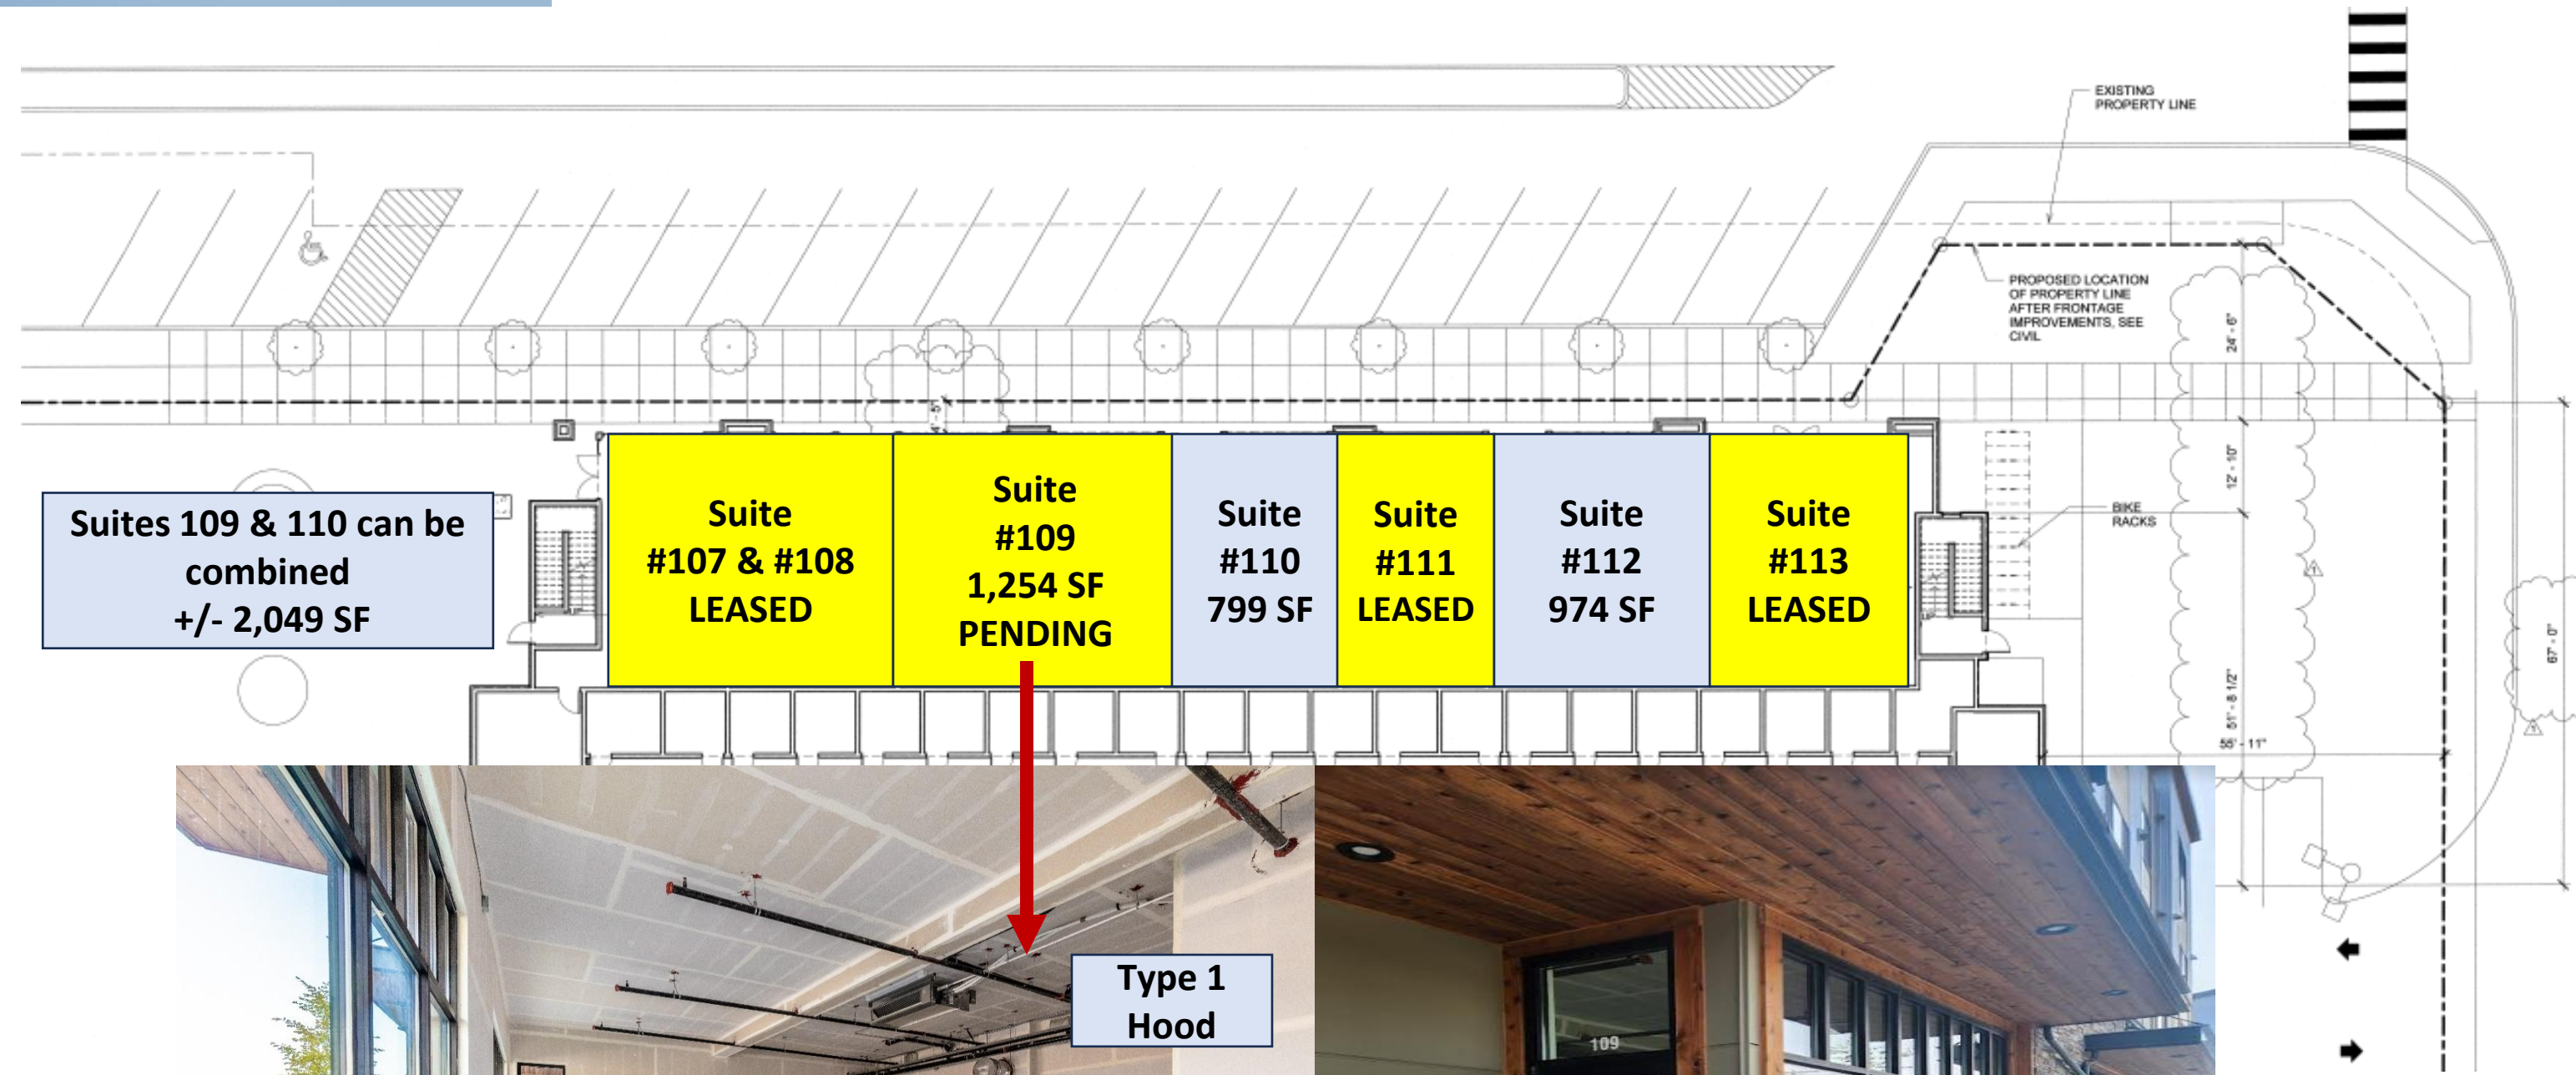 EXISTING
PROPERTY LINE
PROPOSED LOCATION
OF PROPERTY LINE
AFTER FRONTAGE
IMPROVEMENTS, SEE
CIVIL
24' - 6"
12' - 10"
BIKE
RACKS
67' - 0"
51' - 8 1/2"
55' - 11"
Suites 109 & 110 can be
combined
+/- 2,049 SF
Suite
#107 & #108
LEASED
Suite
#109
1,254 SF
PENDING
Suite
#110
799 SF
Suite
#111
LEASED
Suite
#112
974 SF
Suite
#113
LEASED
Type 1
Hood
109